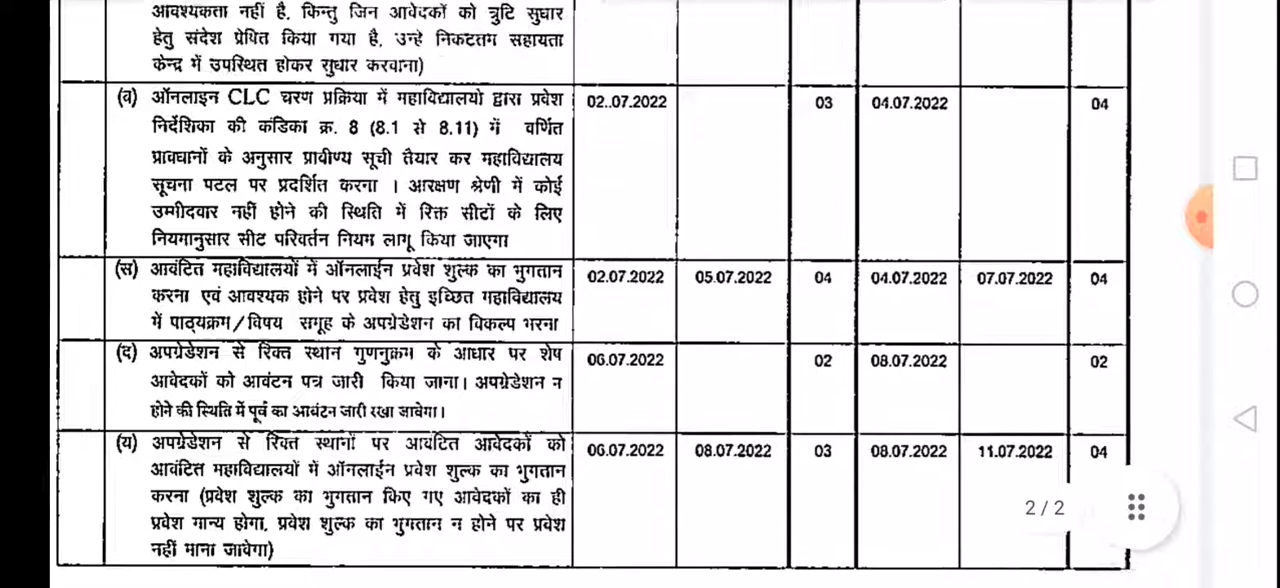 आवश्यकता नहीं है, किन्तु जिन आवेदकों को त्रुटि सुधार
हेतु संदेश प्रेषित किया गया है, उन्हे निकटतम सहायता
केन्द्र में उपस्थित होकर सुधार करवाना)
(ब) ऑनलाइन CLC चरण प्रक्रिया में महाविद्यालयो द्वारा प्रवेश 02..07.2022 03 04.07.2022 04
निर्देशिका की कंडिका क्र. 8 (8.1 से 8.11) में वर्णित
प्रावधानों के अनुसार प्रावीण्य सूची तैयार कर महाविद्यालय
सूचना पटल पर प्रदर्शित करना । आरक्षण श्रेणी में कोई
उम्मीदवार नहीं होने की स्थिति में रिक्त सीटों के लिए
नियमानुसार सीट परिवर्तन नियम लागू किया जाएगा
(स) आवंटित महाविद्यालयों में ऑनलाईन प्रवेश शुल्क का भुगतान 02.07.2022 05.07.2022 04 04.07.2022 07.07.2022 04
करना एवं आवश्यक होने पर प्रवेश हेतु इच्छित महाविद्यालय
में पाठ्यक्रम/विषय समूह के अपग्रेडेशन का विकल्प भरना
(द) अपग्रेडेशन से रिक्त स्थान गुणनुक्रम के आधार पर शेष 06.07.2022 02 08.07.2022 02
आवेदकों को आवंटन पत्र जारी किया जाना। अपग्रेडेशन न
होने की स्थिति में पूर्व का आवंटन जारी रखा जावेगा।
(य) अपग्रेडेशन से रिक्त स्थानों पर आवंटित आवेदकों को 06.07.2022 08.07.2022 03 08.07.2022 11.07.2022 04
आवंटित महाविद्यालयों में ऑनलाईन प्रवेश शुल्क का भुगतान
करना (प्रवेश शुल्क का भुगतान किए गए आवेदकों का ही
प्रवेश मान्य होगा, प्रवेश शुल्क का भुगतान न होने पर प्रवेश
नहीं माना जावेगा)
2/2